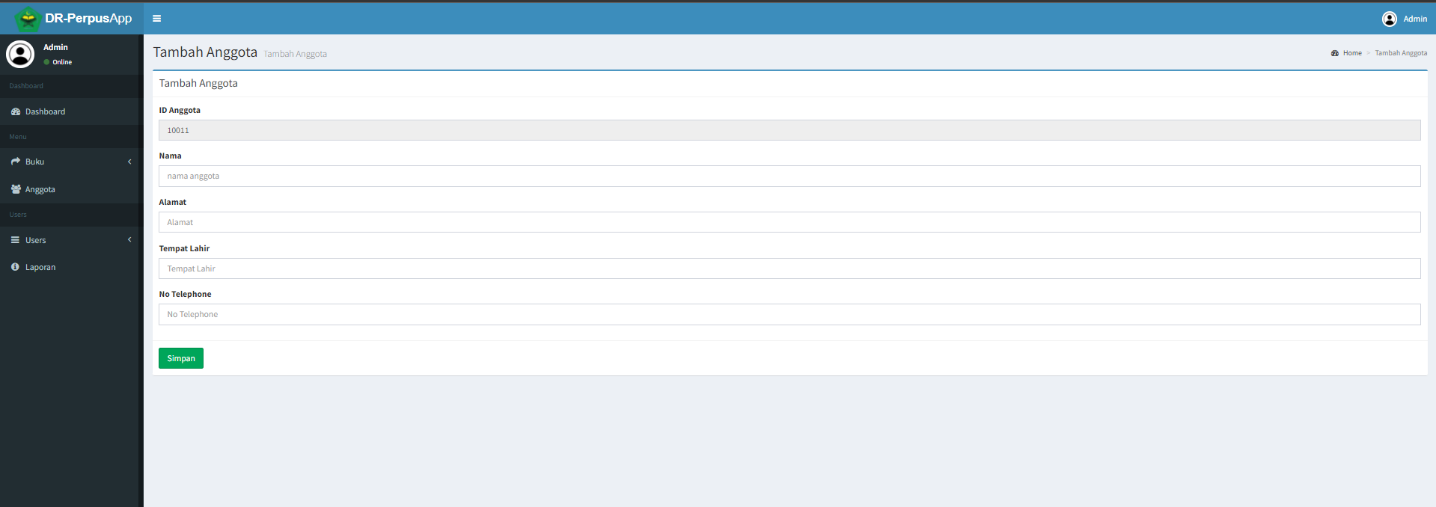 DR-PerpusApp
Admin
Admin
Online
Dashboard
Dashboard
Menu
Buku
Anggota
Users
Users
Laporan
Tambah Anggota Tambah Anggota
Home > Tambah Anggota
Tambah Anggota
ID Anggota
10011
Nama
nama anggota
Alamat
Alamat
Tempat Lahir
Tempat Lahir
No Telephone
No Telephone
Simpan